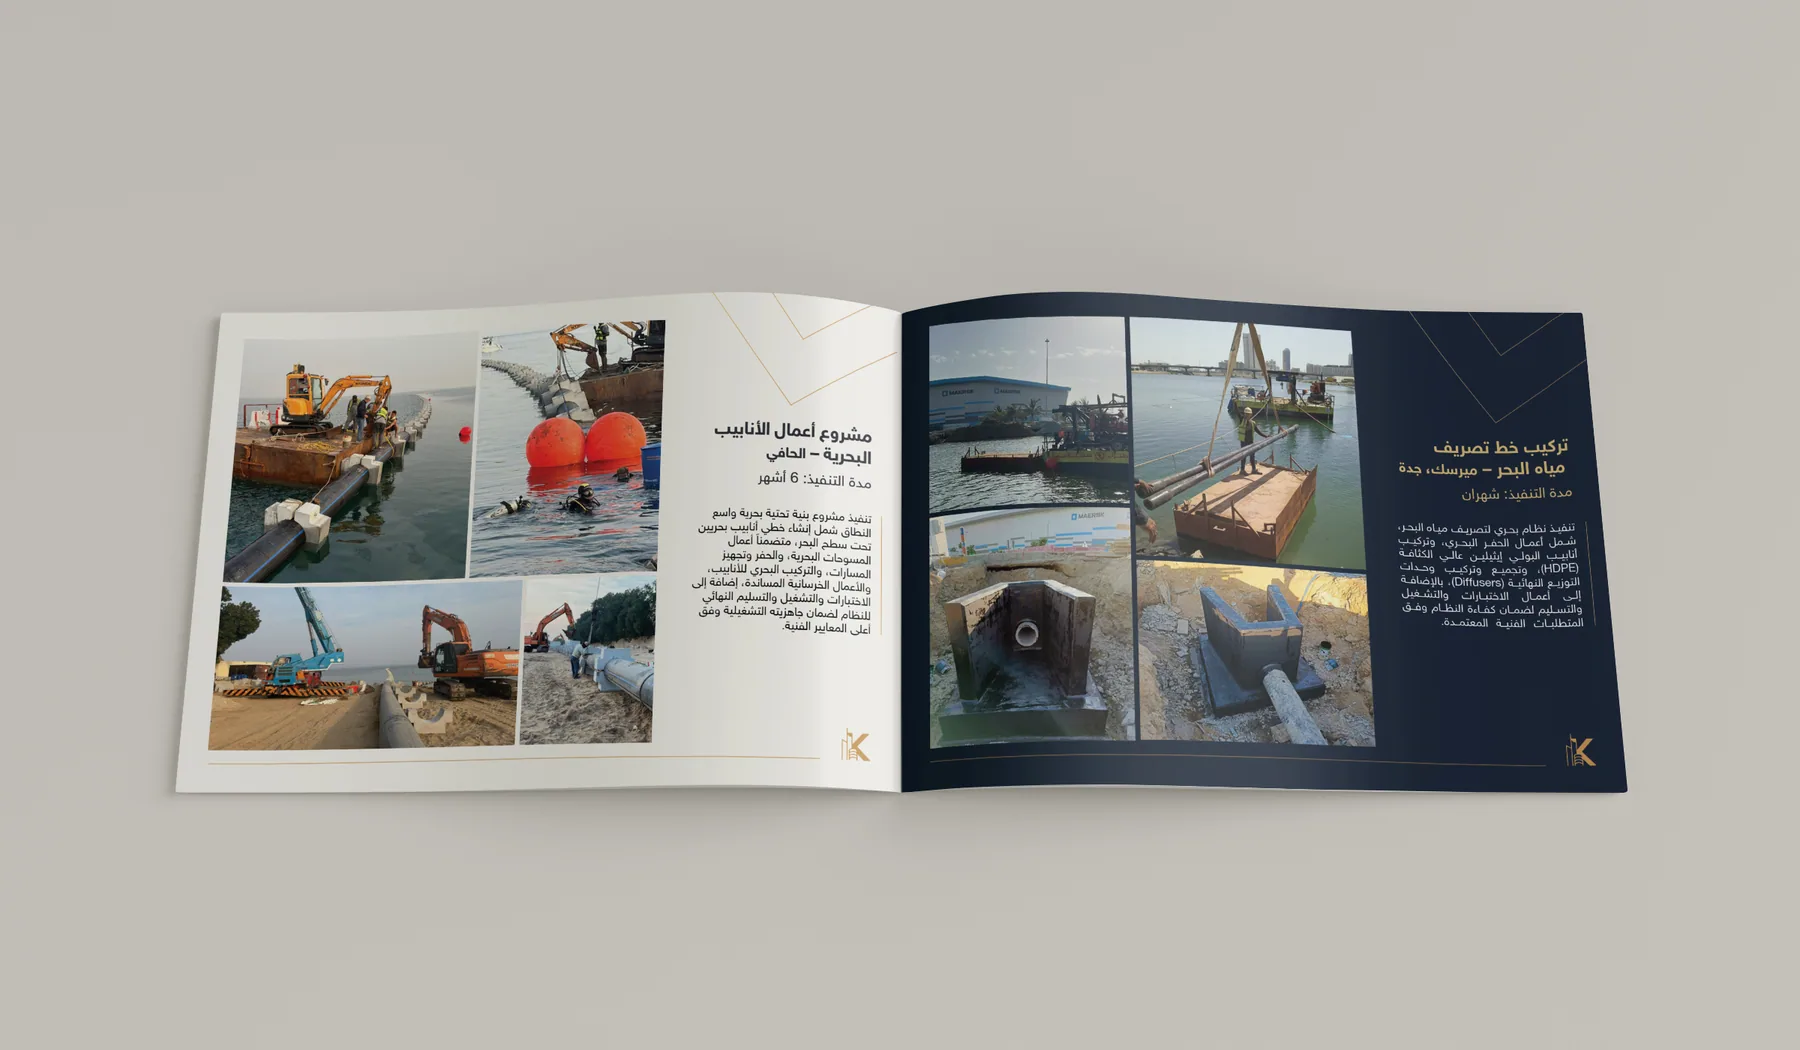 تركيب خط تصريف
مياه البحر – ميرسك، جدة
مدة التنفيذ: شهران
تنفيذ نظام بحري لتصريف مياه البحر،
شمل أعمال الحفر البحري، وتركيب
أنابيب البولي إيثيلين عالي الكثافة
(HDPE)، وتجميع وتركيب وحدات
التوزيع النهائية (Diffusers)، بالإضافة
إلى أعمال الاختبارات والتشغيل
والتسليم لضمان كفاءة النظام وفق
المتطلبات الفنية المعتمدة.
MAERSK
MAERSK
MAERSK
K
مشروع أعمال الأنابيب
البحرية – الحافي
مدة التنفيذ: 6 أشهر
تنفيذ مشروع بنية تحتية بحرية واسع
النطاق شمل إنشاء خطي أنابيب بحريين
تحت سطح البحر، متضمناً أعمال
المسوحات البحرية، والحفر وتجهيز
المسارات، والتركيب البحري للأنابيب،
والأعمال الخرسانية المساندة، إضافة إلى
الاختبارات والتشغيل والتسليم النهائي
للنظام لضمان جاهزيته التشغيلية وفق
أعلى المعايير الفنية.
K